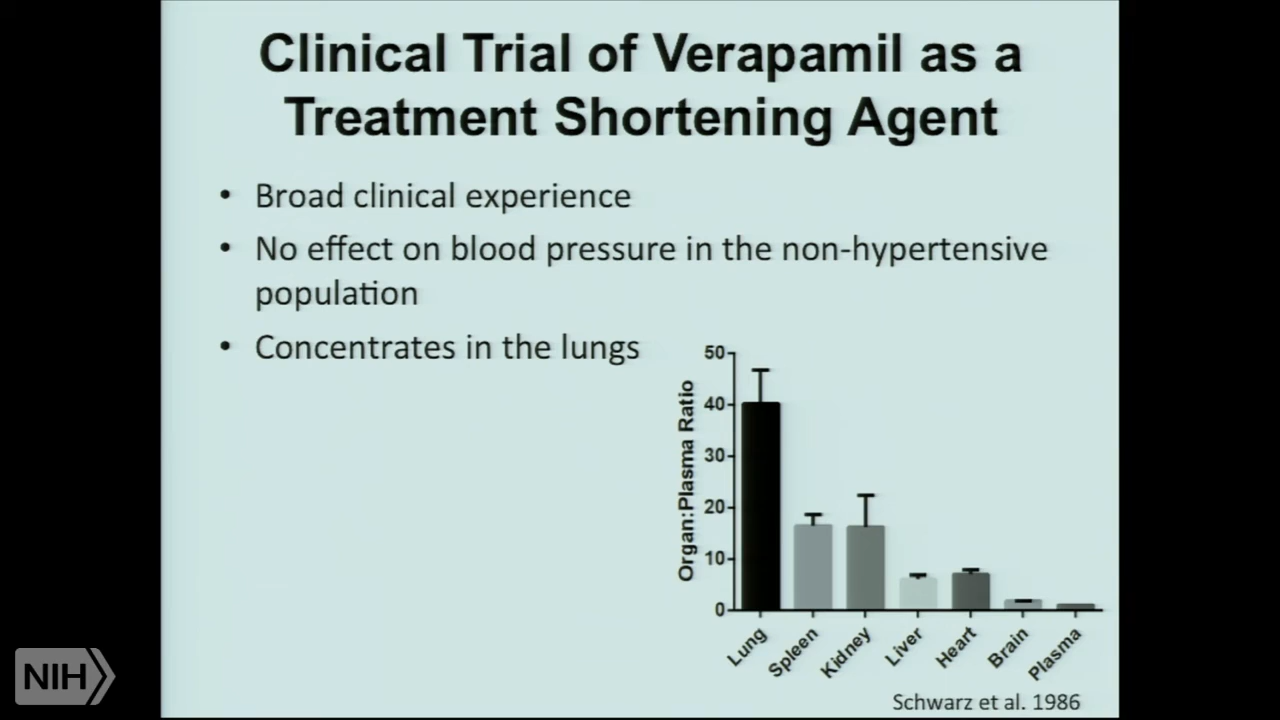 Clinical Trial of Verapamil as a
Treatment Shortening Agent
• Broad clinical experience
• No effect on blood pressure in the non-hypertensive
population
• Concentrates in the lungs
Organ:Plasma Ratio
50
40
30
20
10
0
Lung
Spleen
Kidney
Liver
Heart
Brain
Plasma
Schwarz et al. 1986
NIH